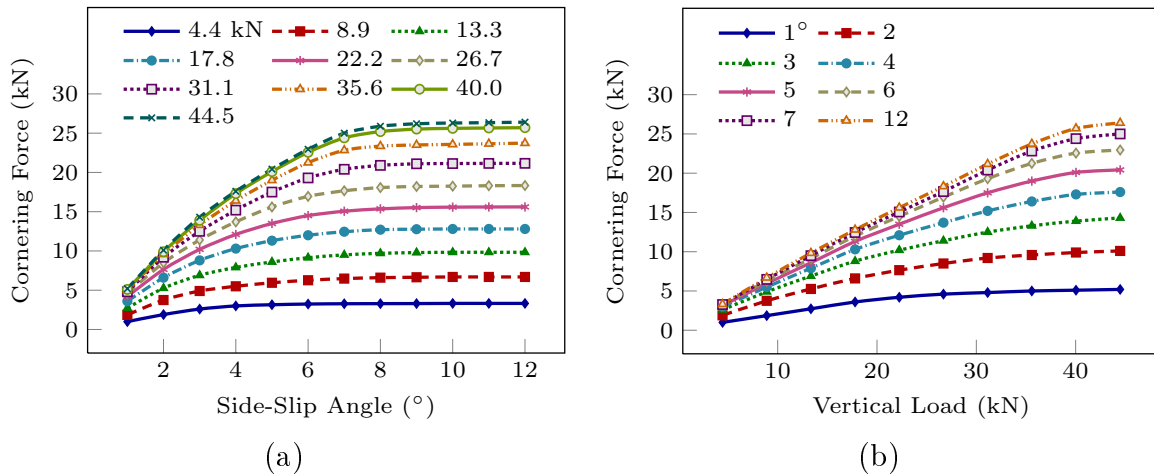 4.4 kN 8.9 13.3
17.8 22.2 26.7
31.1 35.6 40.0
44.5
30
25
20
15
10
5
0
Cornering Force (kN)
2 4 6 8 10 12
Side-Slip Angle (°)
(a)
1° 2
3 4
5 6
7 12
30
25
20
15
10
5
0
Cornering Force (kN)
10 20 30 40
Vertical Load (kN)
(b)